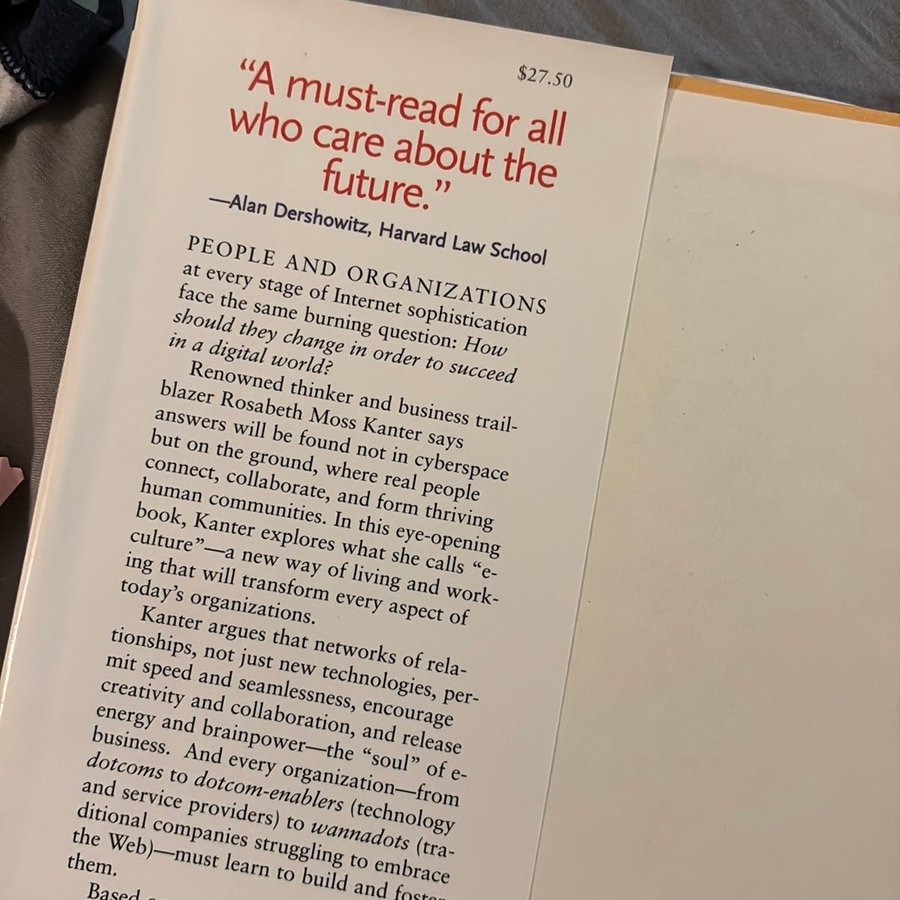 $27.50
“A must-read for all
who care about the
future.”
—Alan Dershowitz, Harvard Law School
PEOPLE AND ORGANIZATIONS
at every stage of Internet sophistication
face the same burning question: How
should they change in order to succeed
in a digital world?
Renowned thinker and business trail-
blazer Rosabeth Moss Kanter says
answers will be found not in cyberspace
but on the ground, where real people
connect, collaborate, and form thriving
human communities. In this eye-opening
book, Kanter explores what she calls “e-
culture”—a new way of living and work-
ing that will transform every aspect of
today’s organizations.
Kanter argues that networks of rela-
tionships, not just new technologies, per-
mit speed and seamlessness, encourage
creativity and collaboration, and release
energy and brainpower—the “soul” of e-
business. And every organization—from
dotcoms to dotcom-enablers (technology
and service providers) to wannadots (tra-
ditional companies struggling to embrace
the Web)—must learn to build and foster
them.
Based